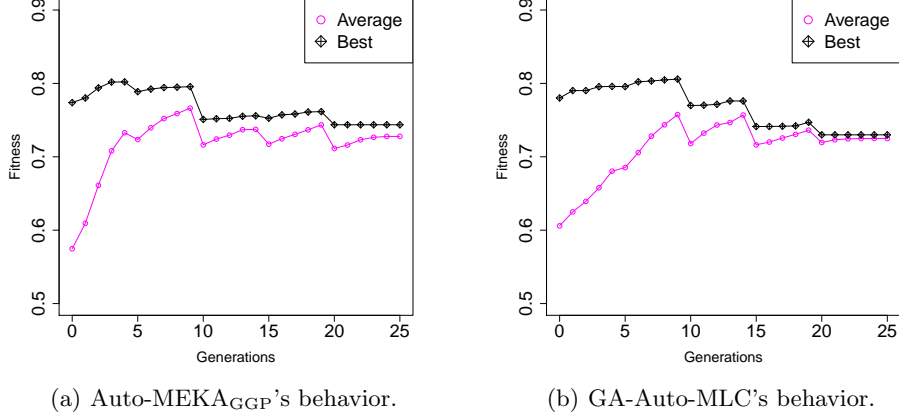 Average
Best
Fitness
0.5 0.6 0.7 0.8 0.9
0 5 10 15 20 25
Generations
(a) Auto-MEKAGGP's behavior.
Average
Best
Fitness
0.5 0.6 0.7 0.8 0.9
0 5 10 15 20 25
Generations
(b) GA-Auto-MLC's behavior.